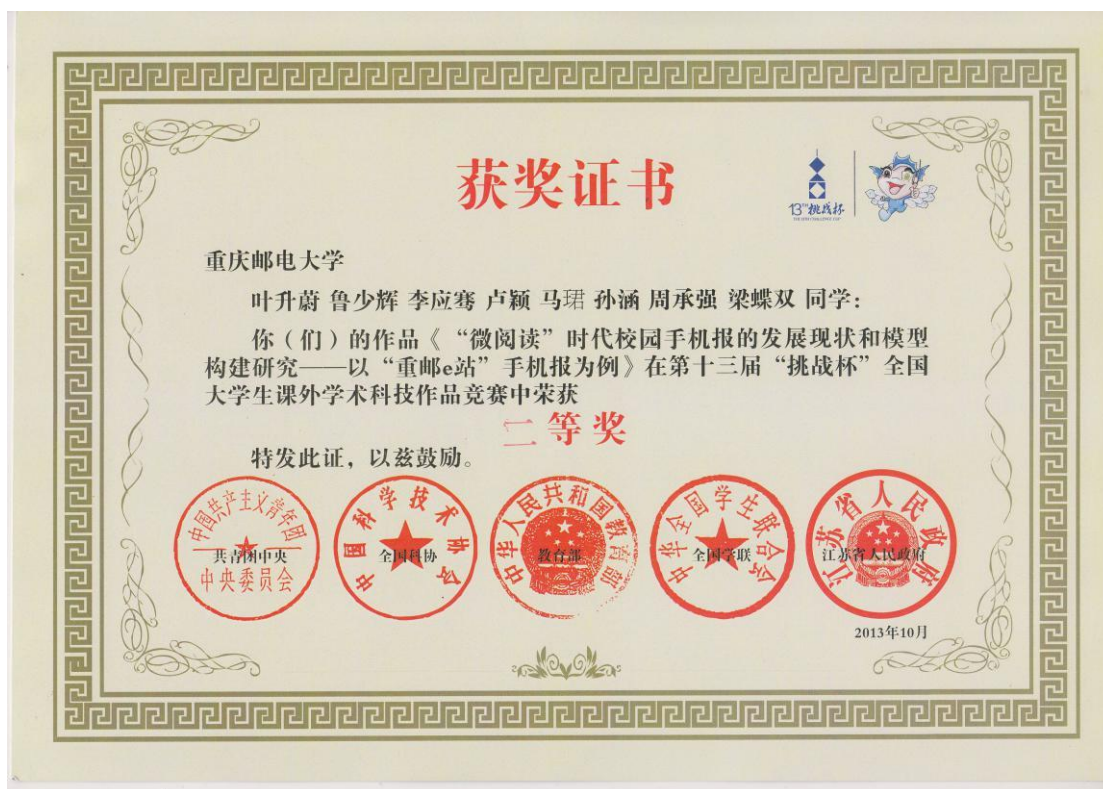 获奖证书
13TH 挑战杯
重庆邮电大学
叶升蔚 鲁少辉 李应骞 卢颖 马珺 孙涵 周承强 梁蝶双 同学：
你（们）的作品《“微阅读”时代校园手机报的发展现状和模型
构建研究——以“重邮e站”手机报为例》在第十三届“挑战杯”全国
大学生课外学术科技作品竞赛中荣获
二等奖
特发此证，以兹鼓励。
中国共产主义青年团
共青团中央
中央委员会
中国科学技术协会
全国科协
中华人民共和国教育部
教育部
中华全国学生联合会
全国学联
江苏省人民政府
江苏省人民政府
2013年10月